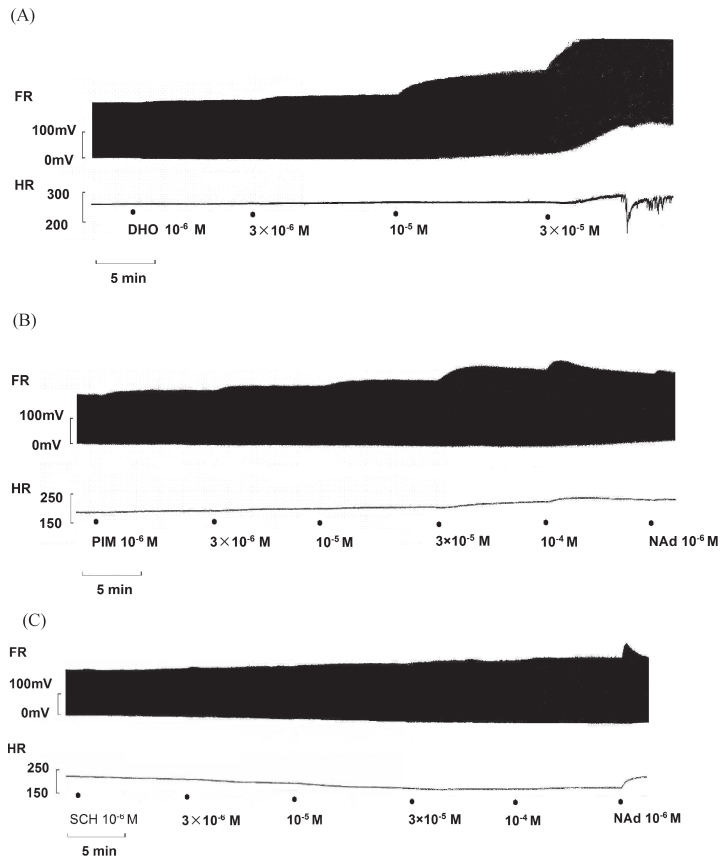 (A)
FR
100mV
0mV
HR
300
200
DHO 10⁻⁶ M 3×10⁻⁶ M 10⁻⁵ M 3×10⁻⁵ M
5 min
(B)
FR
100mV
0mV
HR
250
150
PIM 10⁻⁶ M 3×10⁻⁶ M 10⁻⁵ M 3×10⁻⁵ M 10⁻⁴ M NAd 10⁻⁶ M
5 min
(C)
FR
100mV
0mV
HR
250
150
SCH 10⁻⁶ M 3×10⁻⁶ M 10⁻⁵ M 3×10⁻⁵ M 10⁻⁴ M NAd 10⁻⁶ M
5 min